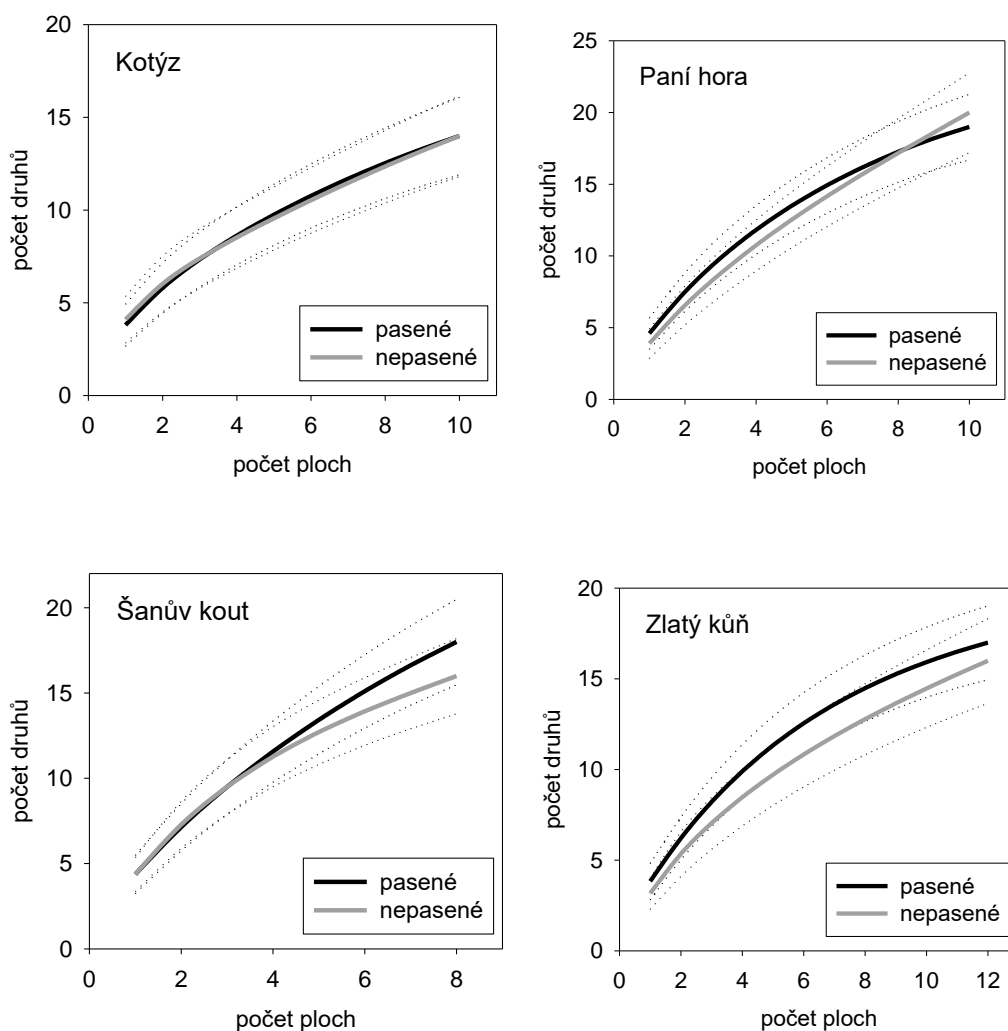 Kotýz
počet druhů
20
15
10
5
0
0 2 4 6 8 10
počet ploch
pasené
nepasené
Paní hora
počet druhů
25
20
15
10
5
0
0 2 4 6 8 10
počet ploch
pasené
nepasené
Šanův kout
počet druhů
20
15
10
5
0
0 2 4 6 8
počet ploch
pasené
nepasené
Zlatý kůň
počet druhů
20
15
10
5
0
0 2 4 6 8 10 12
počet ploch
pasené
nepasené